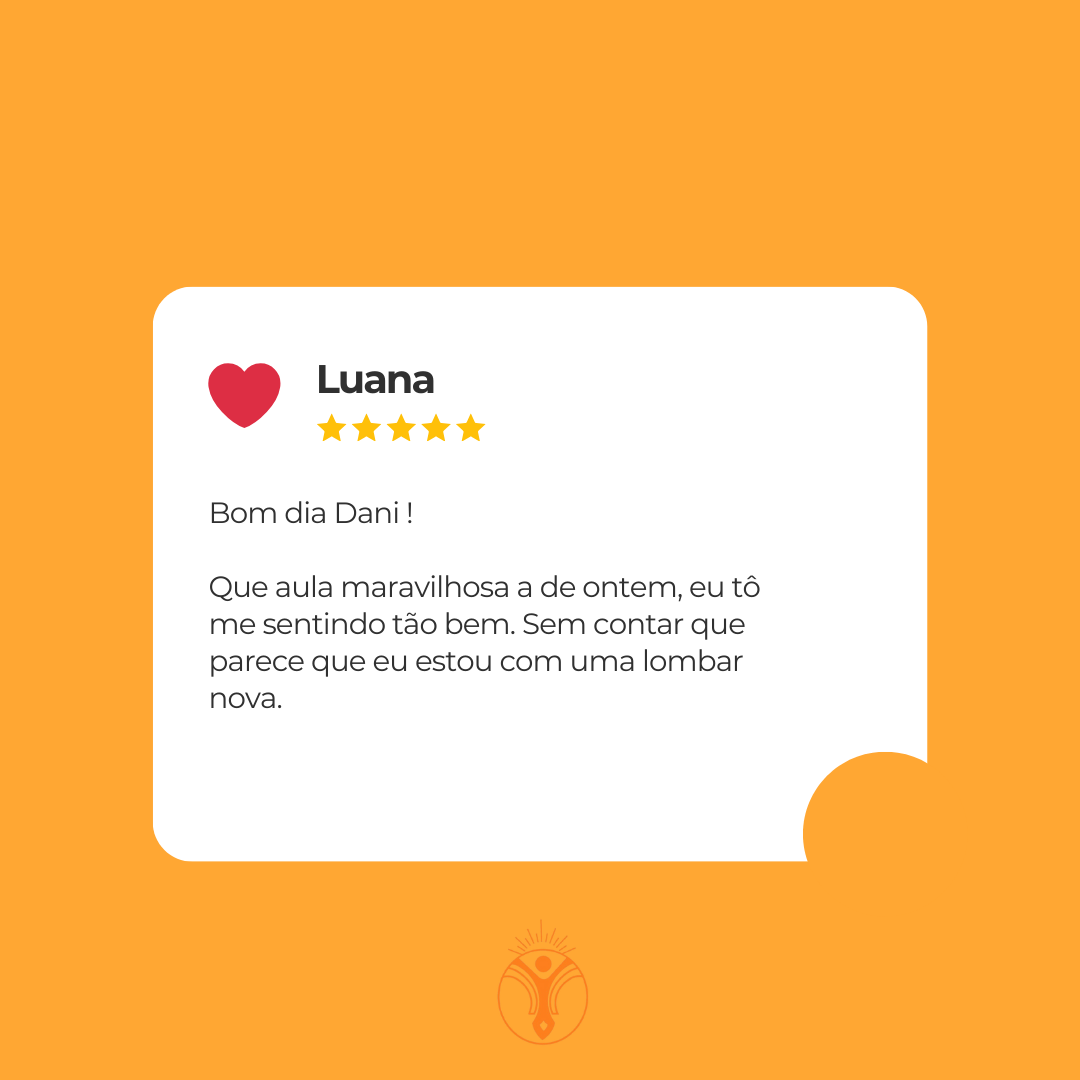 Luana
Bom dia Dani !
Que aula maravilhosa a de ontem, eu tô
me sentindo tão bem. Sem contar que
parece que eu estou com uma lombar
nova.